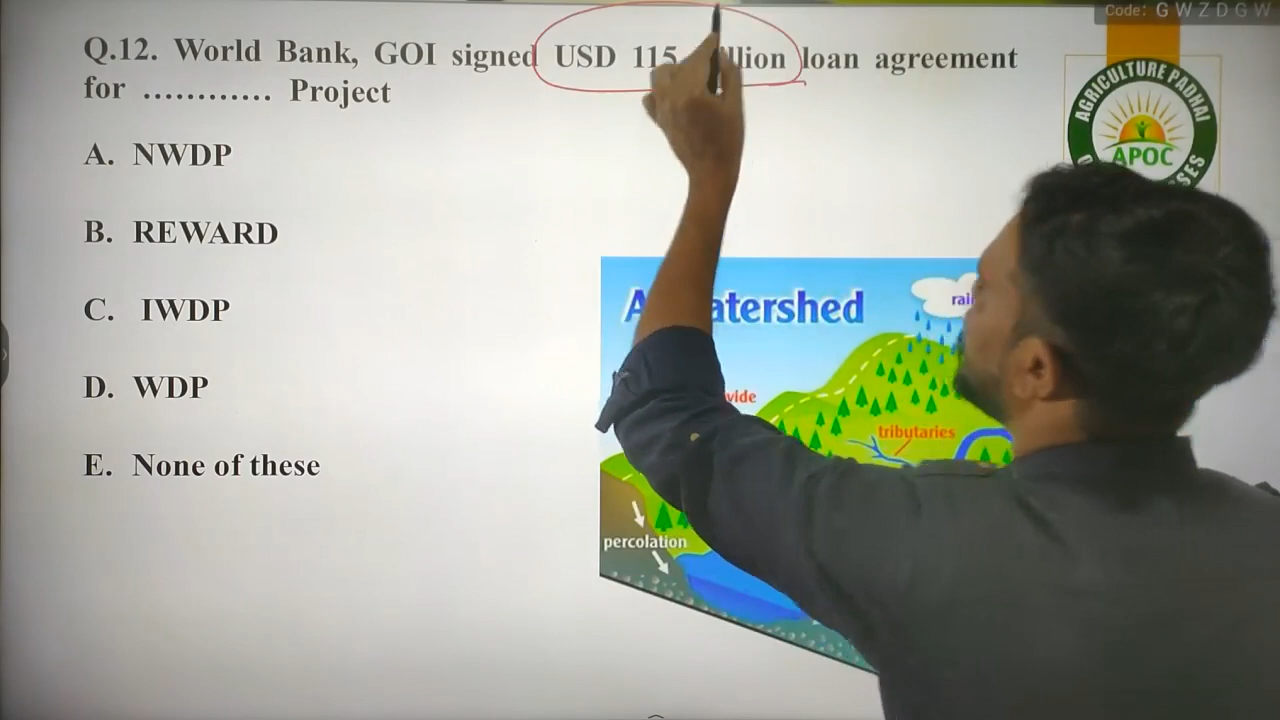 Code: G W Z D G W
Q.12. World Bank, GOI signed USD 115 loan agreement
for ............ Project
AGRICULTURE PADHAI
APOC
A. NWDP
B. REWARD
C. IWDP
D. WDP
E. None of these
tributaries
percolation